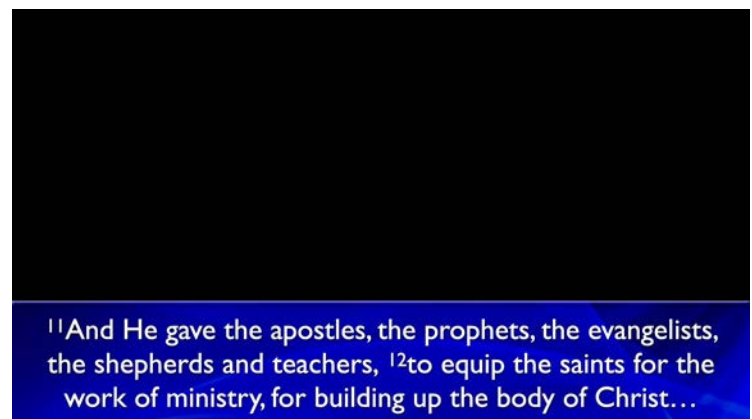 ¹¹And He gave the apostles, the prophets, the evangelists,
the shepherds and teachers, ¹²to equip the saints for the
work of ministry, for building up the body of Christ…